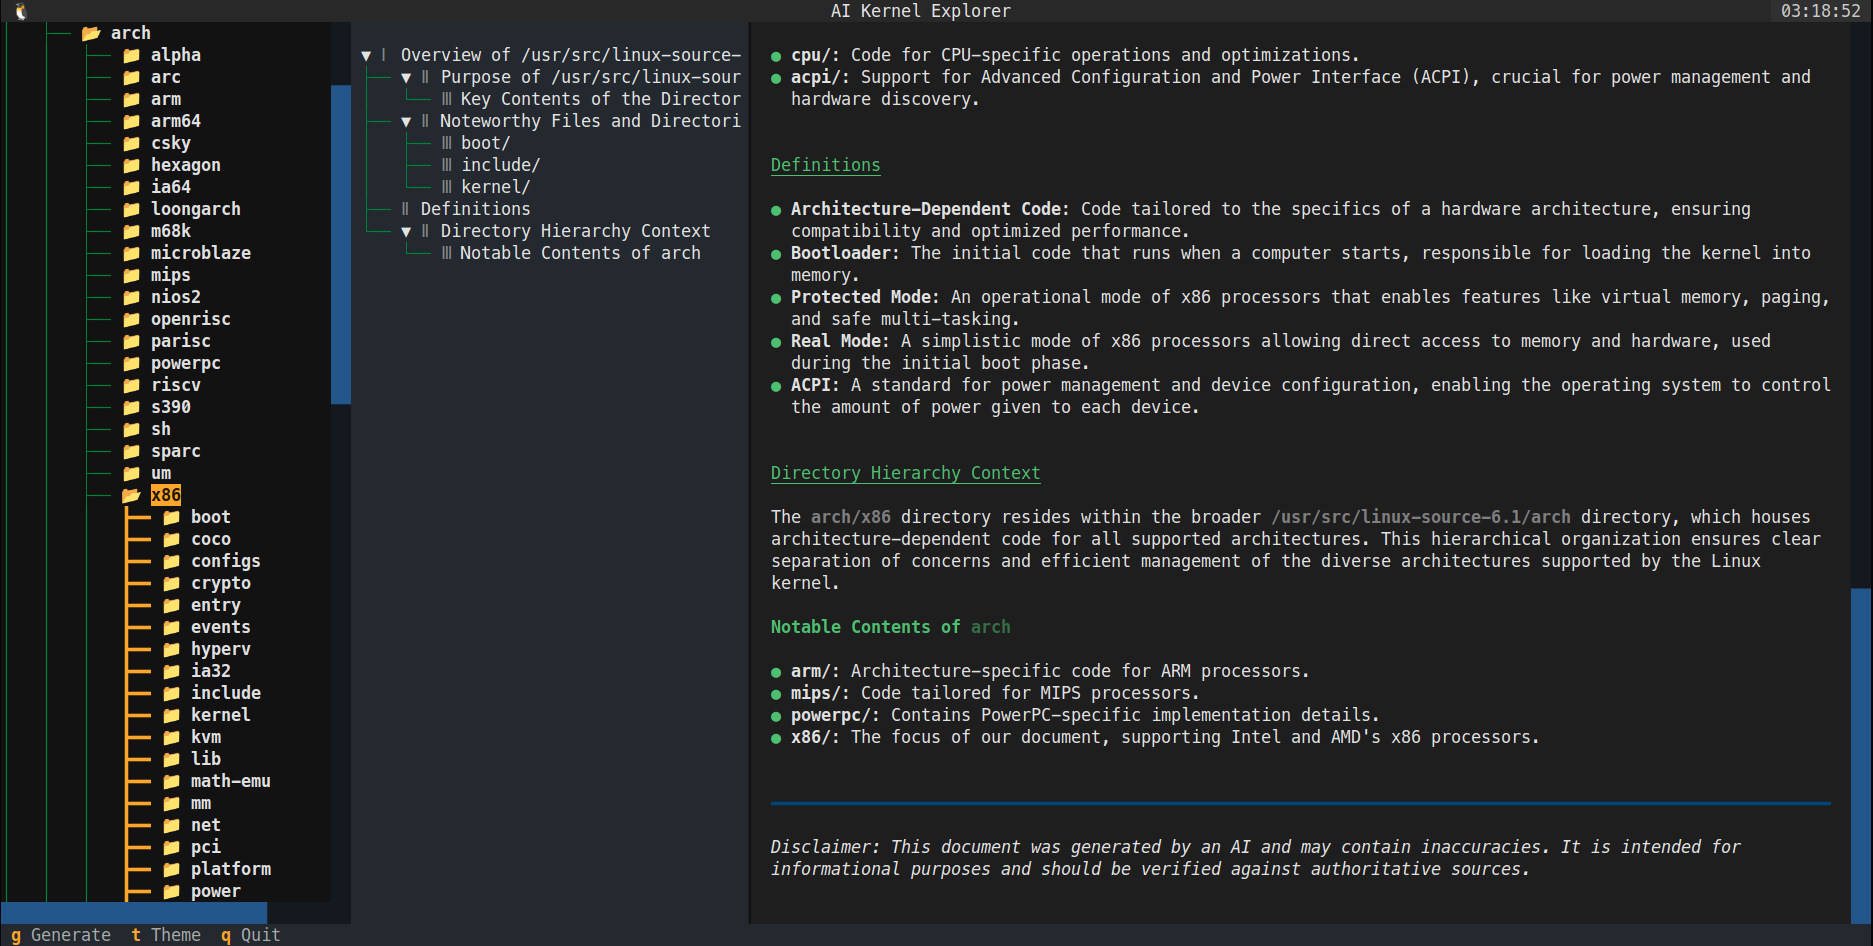 AI Kernel Explorer
03:18:52
arch
alpha
arc
arm
arm64
csky
hexagon
ia64
loongarch
m68k
microblaze
mips
nios2
openrisc
parisc
powerpc
riscv
s390
sh
sparc
um
x86
boot
coco
configs
crypto
entry
events
hyperv
ia32
include
kernel
kvm
lib
math-emu
mm
net
pci
platform
power
▼ Ⅰ Overview of /usr/src/linux-source-
▼ Ⅱ Purpose of /usr/src/linux-sour
Ⅲ Key Contents of the Director
▼ Ⅱ Noteworthy Files and Directori
Ⅲ boot/
Ⅲ include/
Ⅲ kernel/
Ⅱ Definitions
▼ Ⅱ Directory Hierarchy Context
Ⅲ Notable Contents of arch
● cpu/: Code for CPU-specific operations and optimizations.
● acpi/: Support for Advanced Configuration and Power Interface (ACPI), crucial for power management and
hardware discovery.
Definitions
● Architecture-Dependent Code: Code tailored to the specifics of a hardware architecture, ensuring
compatibility and optimized performance.
● Bootloader: The initial code that runs when a computer starts, responsible for loading the kernel into
memory.
● Protected Mode: An operational mode of x86 processors that enables features like virtual memory, paging,
and safe multi-tasking.
● Real Mode: A simplistic mode of x86 processors allowing direct access to memory and hardware, used
during the initial boot phase.
● ACPI: A standard for power management and device configuration, enabling the operating system to control
the amount of power given to each device.
Directory Hierarchy Context
The arch/x86 directory resides within the broader /usr/src/linux-source-6.1/arch directory, which houses
architecture-dependent code for all supported architectures. This hierarchical organization ensures clear
separation of concerns and efficient management of the diverse architectures supported by the Linux
kernel.
Notable Contents of arch
● arm/: Architecture-specific code for ARM processors.
● mips/: Code tailored for MIPS processors.
● powerpc/: Contains PowerPC-specific implementation details.
● x86/: The focus of our document, supporting Intel and AMD's x86 processors.
Disclaimer: This document was generated by an AI and may contain inaccuracies. It is intended for
informational purposes and should be verified against authoritative sources.
g Generate t Theme q Quit